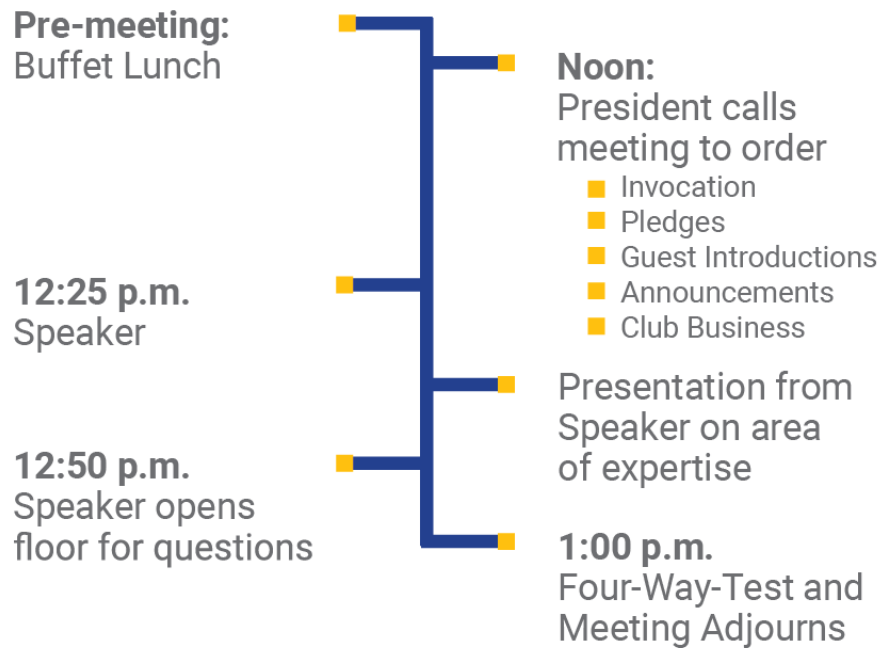 Pre-meeting:
Buffet Lunch
Noon:
President calls
meeting to order
Invocation
Pledges
Guest Introductions
Announcements
Club Business
12:25 p.m.
Speaker
Presentation from
Speaker on area
of expertise
12:50 p.m.
Speaker opens
floor for questions
1:00 p.m.
Four-Way-Test and
Meeting Adjourns